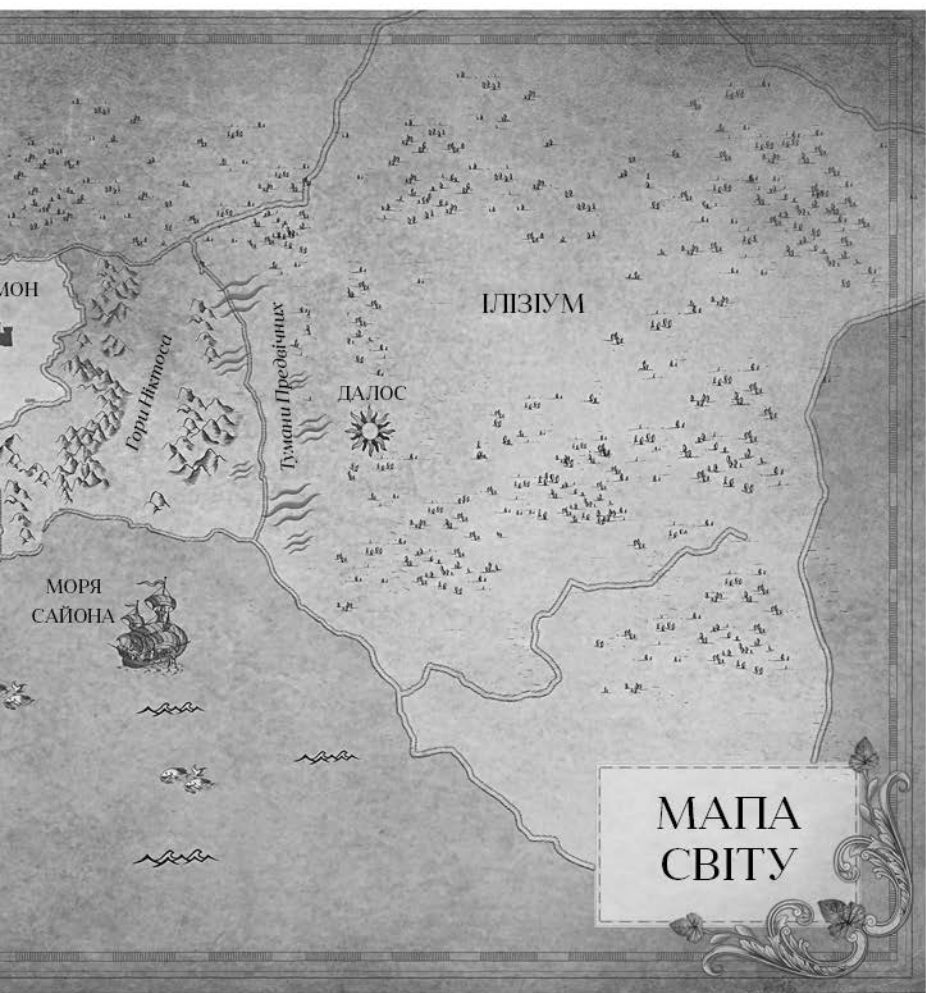 МОН
ІЛІЗІУМ
Гори Ніктоса
Тумани Предвічних
ДАЛОС
МОРЯ
САЙОНА
МАПА
СВІТУ